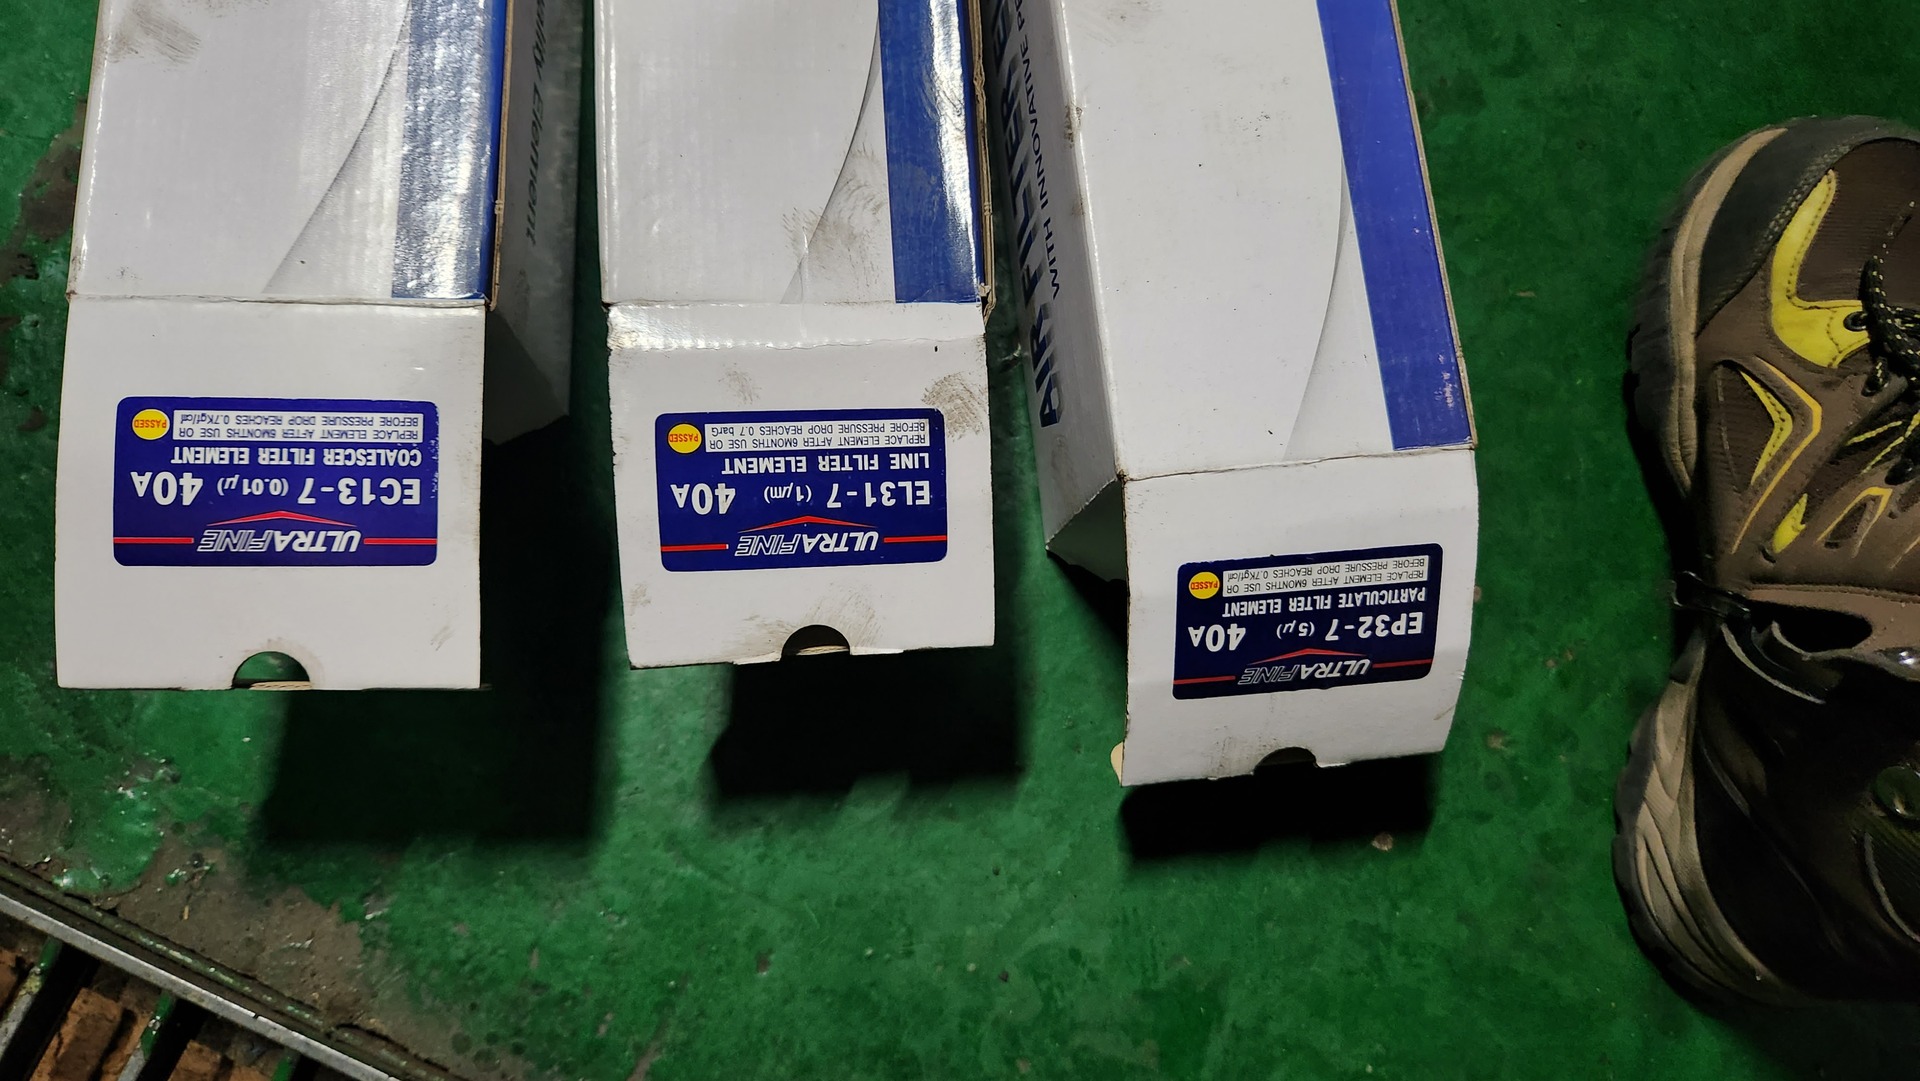 ULTRAFINE
EC13-7 (0.01μ) 40A
COALESCER FILTER ELEMENT
REPLACE ELEMENT AFTER 6MONTHS USE OR
BEFORE PRESSURE DROP REACHES 0.7Kgf/㎠
PASSED
ULTRAFINE
EL31-7 (1μm) 40A
LINE FILTER ELEMENT
REPLACE ELEMENT AFTER 6MONTHS USE OR
BEFORE PRESSURE DROP REACHES 0.7 barG
PASSED
ULTRAFINE
EP32-7 (5μ) 40A
PARTICULATE FILTER ELEMENT
REPLACE ELEMENT AFTER 6MONTHS USE OR
BEFORE PRESSURE DROP REACHES 0.7Kgf/㎠
PASSED
Element
AIR FILTER
WITH INNOVATIVE